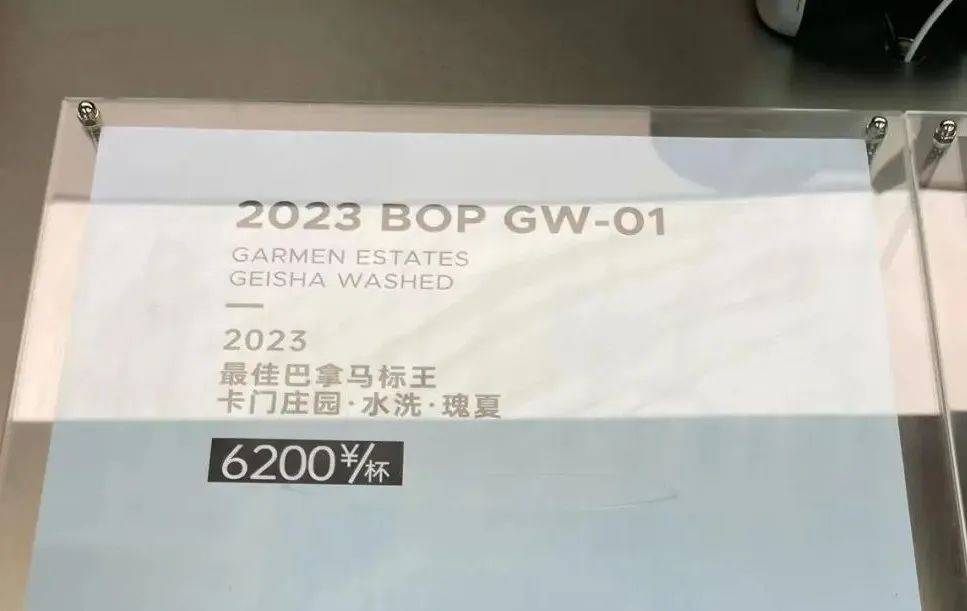 2023 BOP GW-01
GARMEN ESTATES
GEISHA WASHED
2023
最佳巴拿马标王
卡门庄园·水洗·瑰夏
6200¥/杯